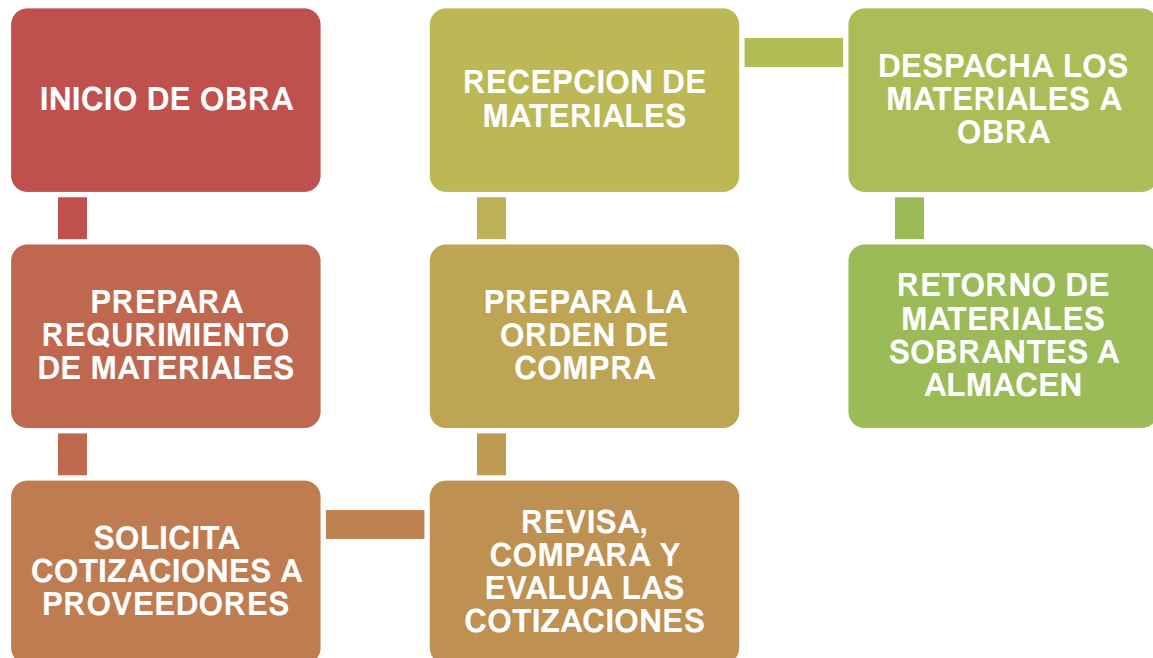 INICIO DE OBRA
PREPARA
REQURIMIENTO
DE MATERIALES
SOLICITA
COTIZACIONES A
PROVEEDORES
REVISA,
COMPARA Y
EVALUA LAS
COTIZACIONES
PREPARA LA
ORDEN DE
COMPRA
RECEPCION DE
MATERIALES
DESPACHA LOS
MATERIALES A
OBRA
RETORNO DE
MATERIALES
SOBRANTES A
ALMACEN